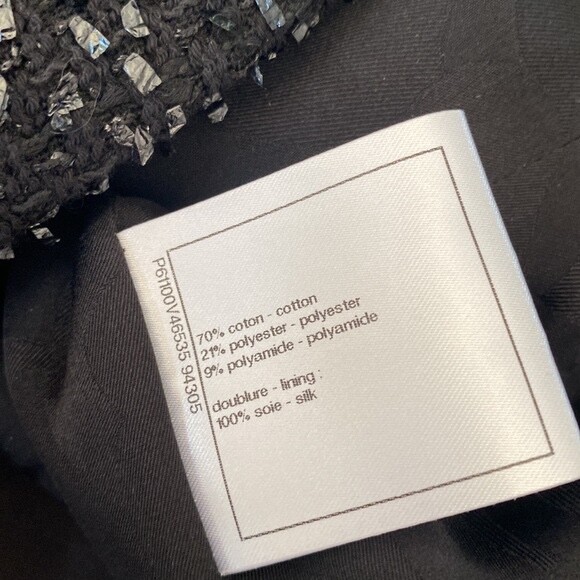 P61100V46535 94305
70% coton - cotton
21% polyester - polyester
9% polyamide - polyamide
doublure - lining :
100% soie - silk